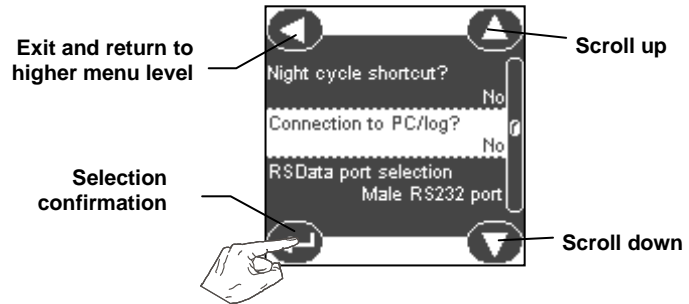 Exit and return to
higher menu level
Scroll up
Night cycle shortcut?
No
Connection to PC/log?
No
RSData port selection
Male RS232 port
Selection
confirmation
Scroll down